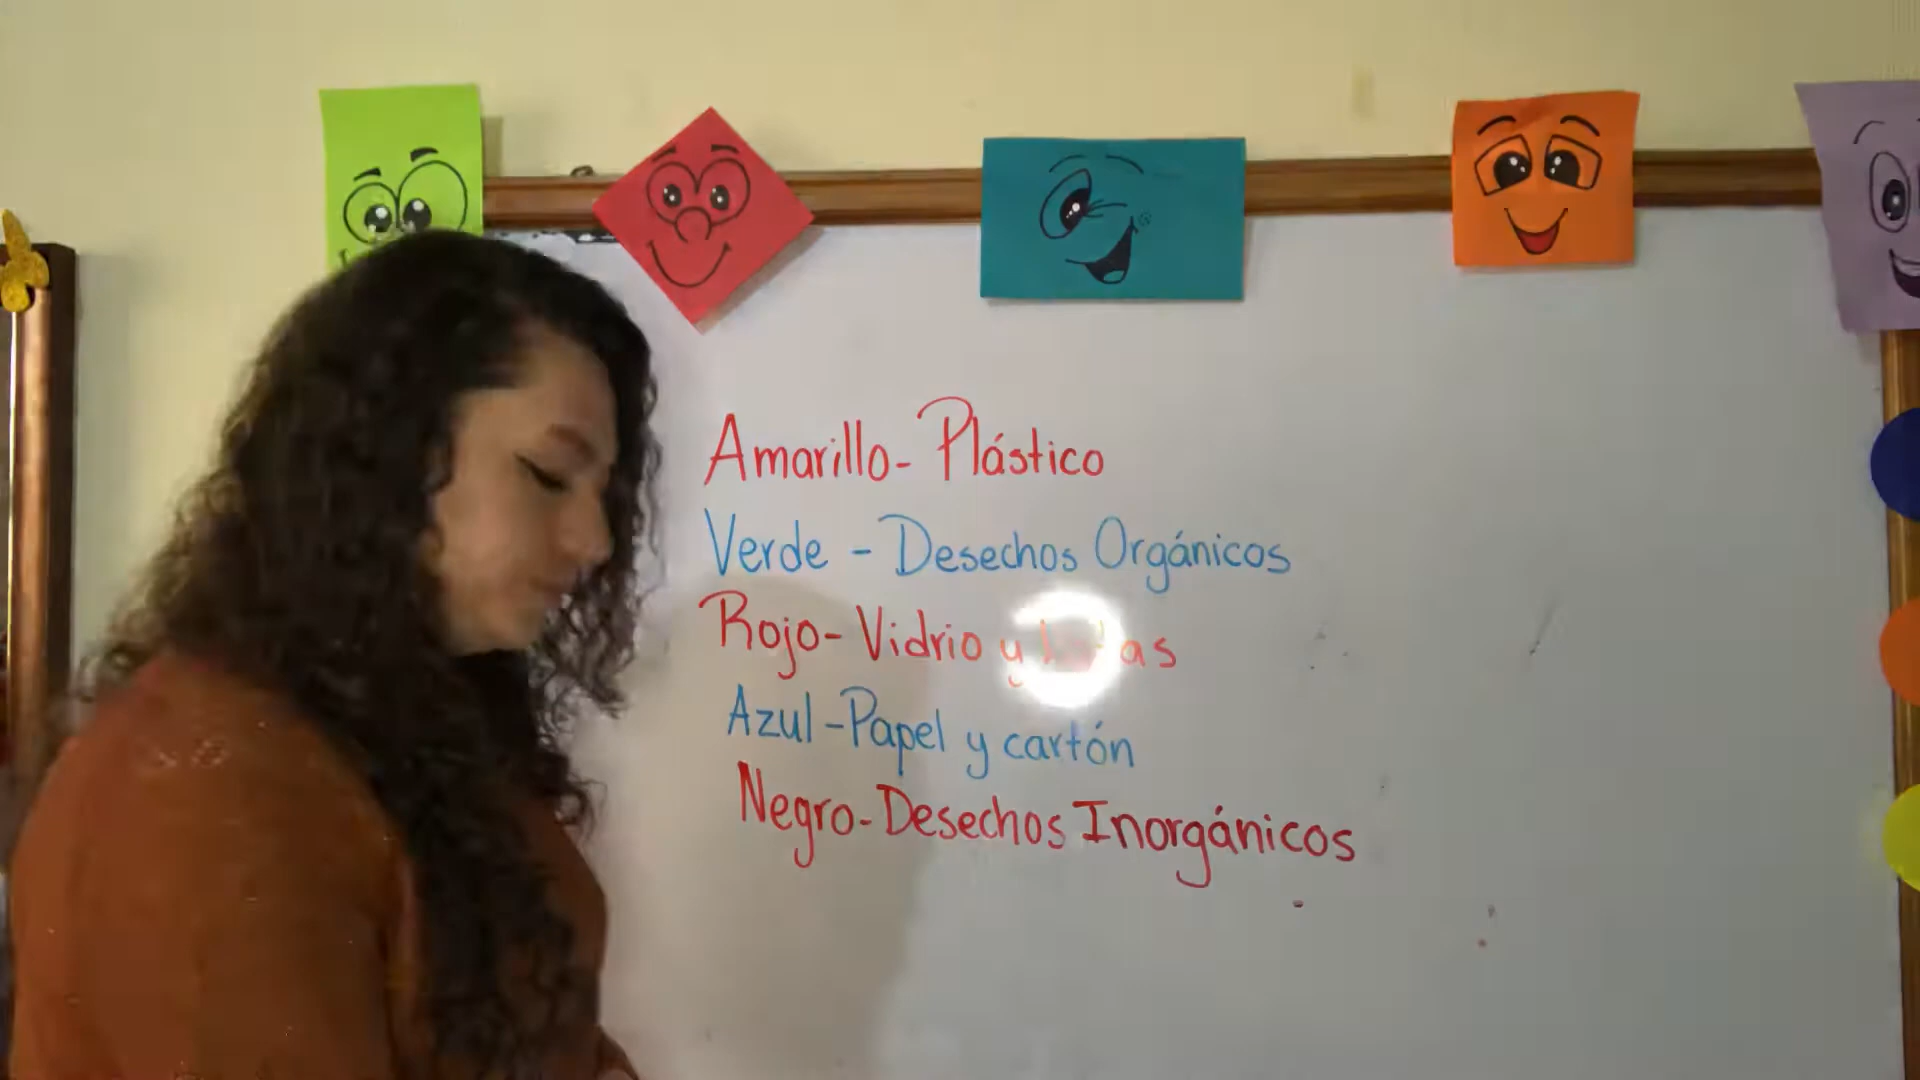 Amarillo- Plástico
Verde - Desechos Orgánicos
Rojo- Vidrio y
Azul -Papel y cartón
Negro-Desechos Inorgánicos